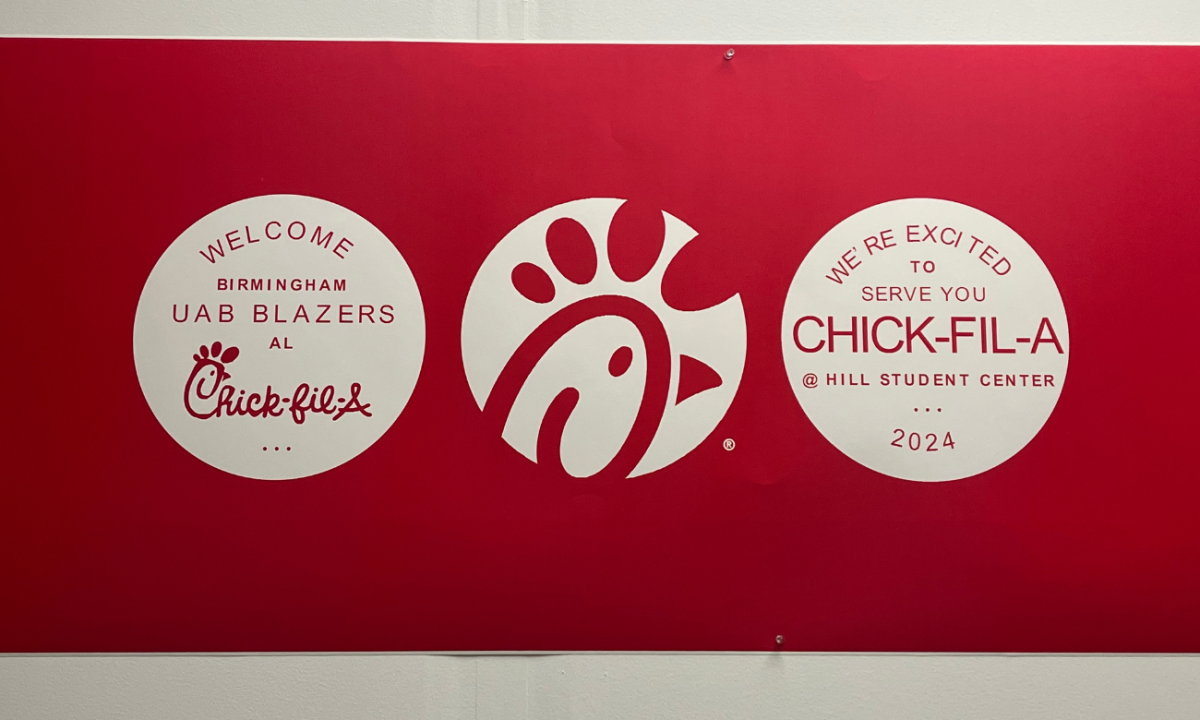 WELCOME
BIRMINGHAM
UAB BLAZERS
AL
Chick-fil-A
...
®
WE'RE EXCITED
TO
SERVE YOU
CHICK-FIL-A
@ HILL STUDENT CENTER
...
2024